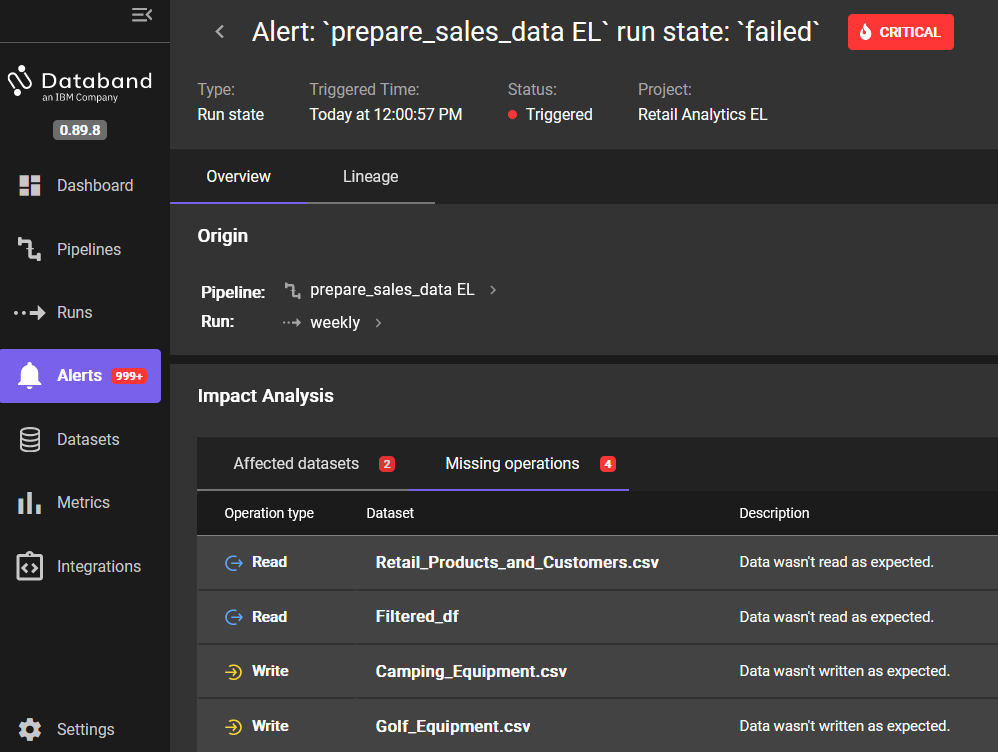 Databand
an IBM Company
0.89.8
Dashboard
Pipelines
Runs
Alerts 999+
Datasets
Metrics
Integrations
Settings
Alert: `prepare_sales_data EL` run state: `failed`
CRITICAL
Type: Triggered Time: Status: Project:
Run state Today at 12:00:57 PM Triggered Retail Analytics EL
Overview Lineage
Origin
Pipeline: prepare_sales_data EL
Run: weekly
Impact Analysis
Affected datasets 2 Missing operations 4
Operation type Dataset Description
Read Retail_Products_and_Customers.csv Data wasn't read as expected.
Read Filtered_df Data wasn't read as expected.
Write Camping_Equipment.csv Data wasn't written as expected.
Write Golf_Equipment.csv Data wasn't written as expected.